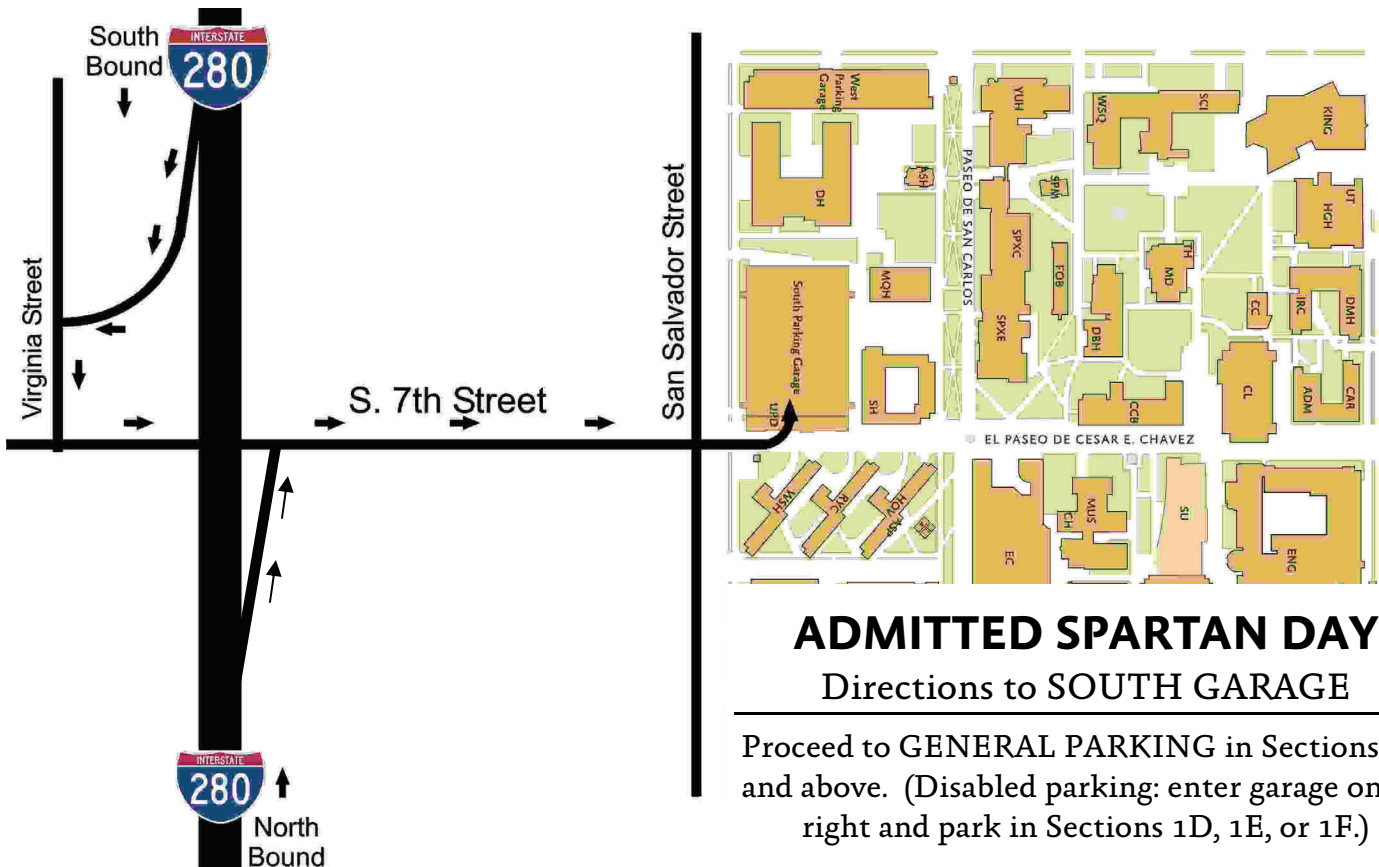 South
Bound
INTERSTATE
280
Virginia Street
S. 7th Street
San Salvador Street
INTERSTATE
280
North
Bound
West
Parking
Garage
YUH
WSQ
SCI
KING
ASH
DH
PASEO DE SAN CARLOS
SPM
UT
HGH
SPXC
FOB
TH
MD
MQH
South Parking Garage
SPXE
DBH
CC
IRC
DMH
SH
UPD
CCB
CL
ADM
CAR
EL PASEO DE CESAR E. CHAVEZ
WSH
RYC
HOV
ASP
EC
CH
MUS
SU
ENG
ADMITTED SPARTAN DAY
Directions to SOUTH GARAGE
Proceed to GENERAL PARKING in Sections
and above. (Disabled parking: enter garage on
right and park in Sections 1D, 1E, or 1F.)